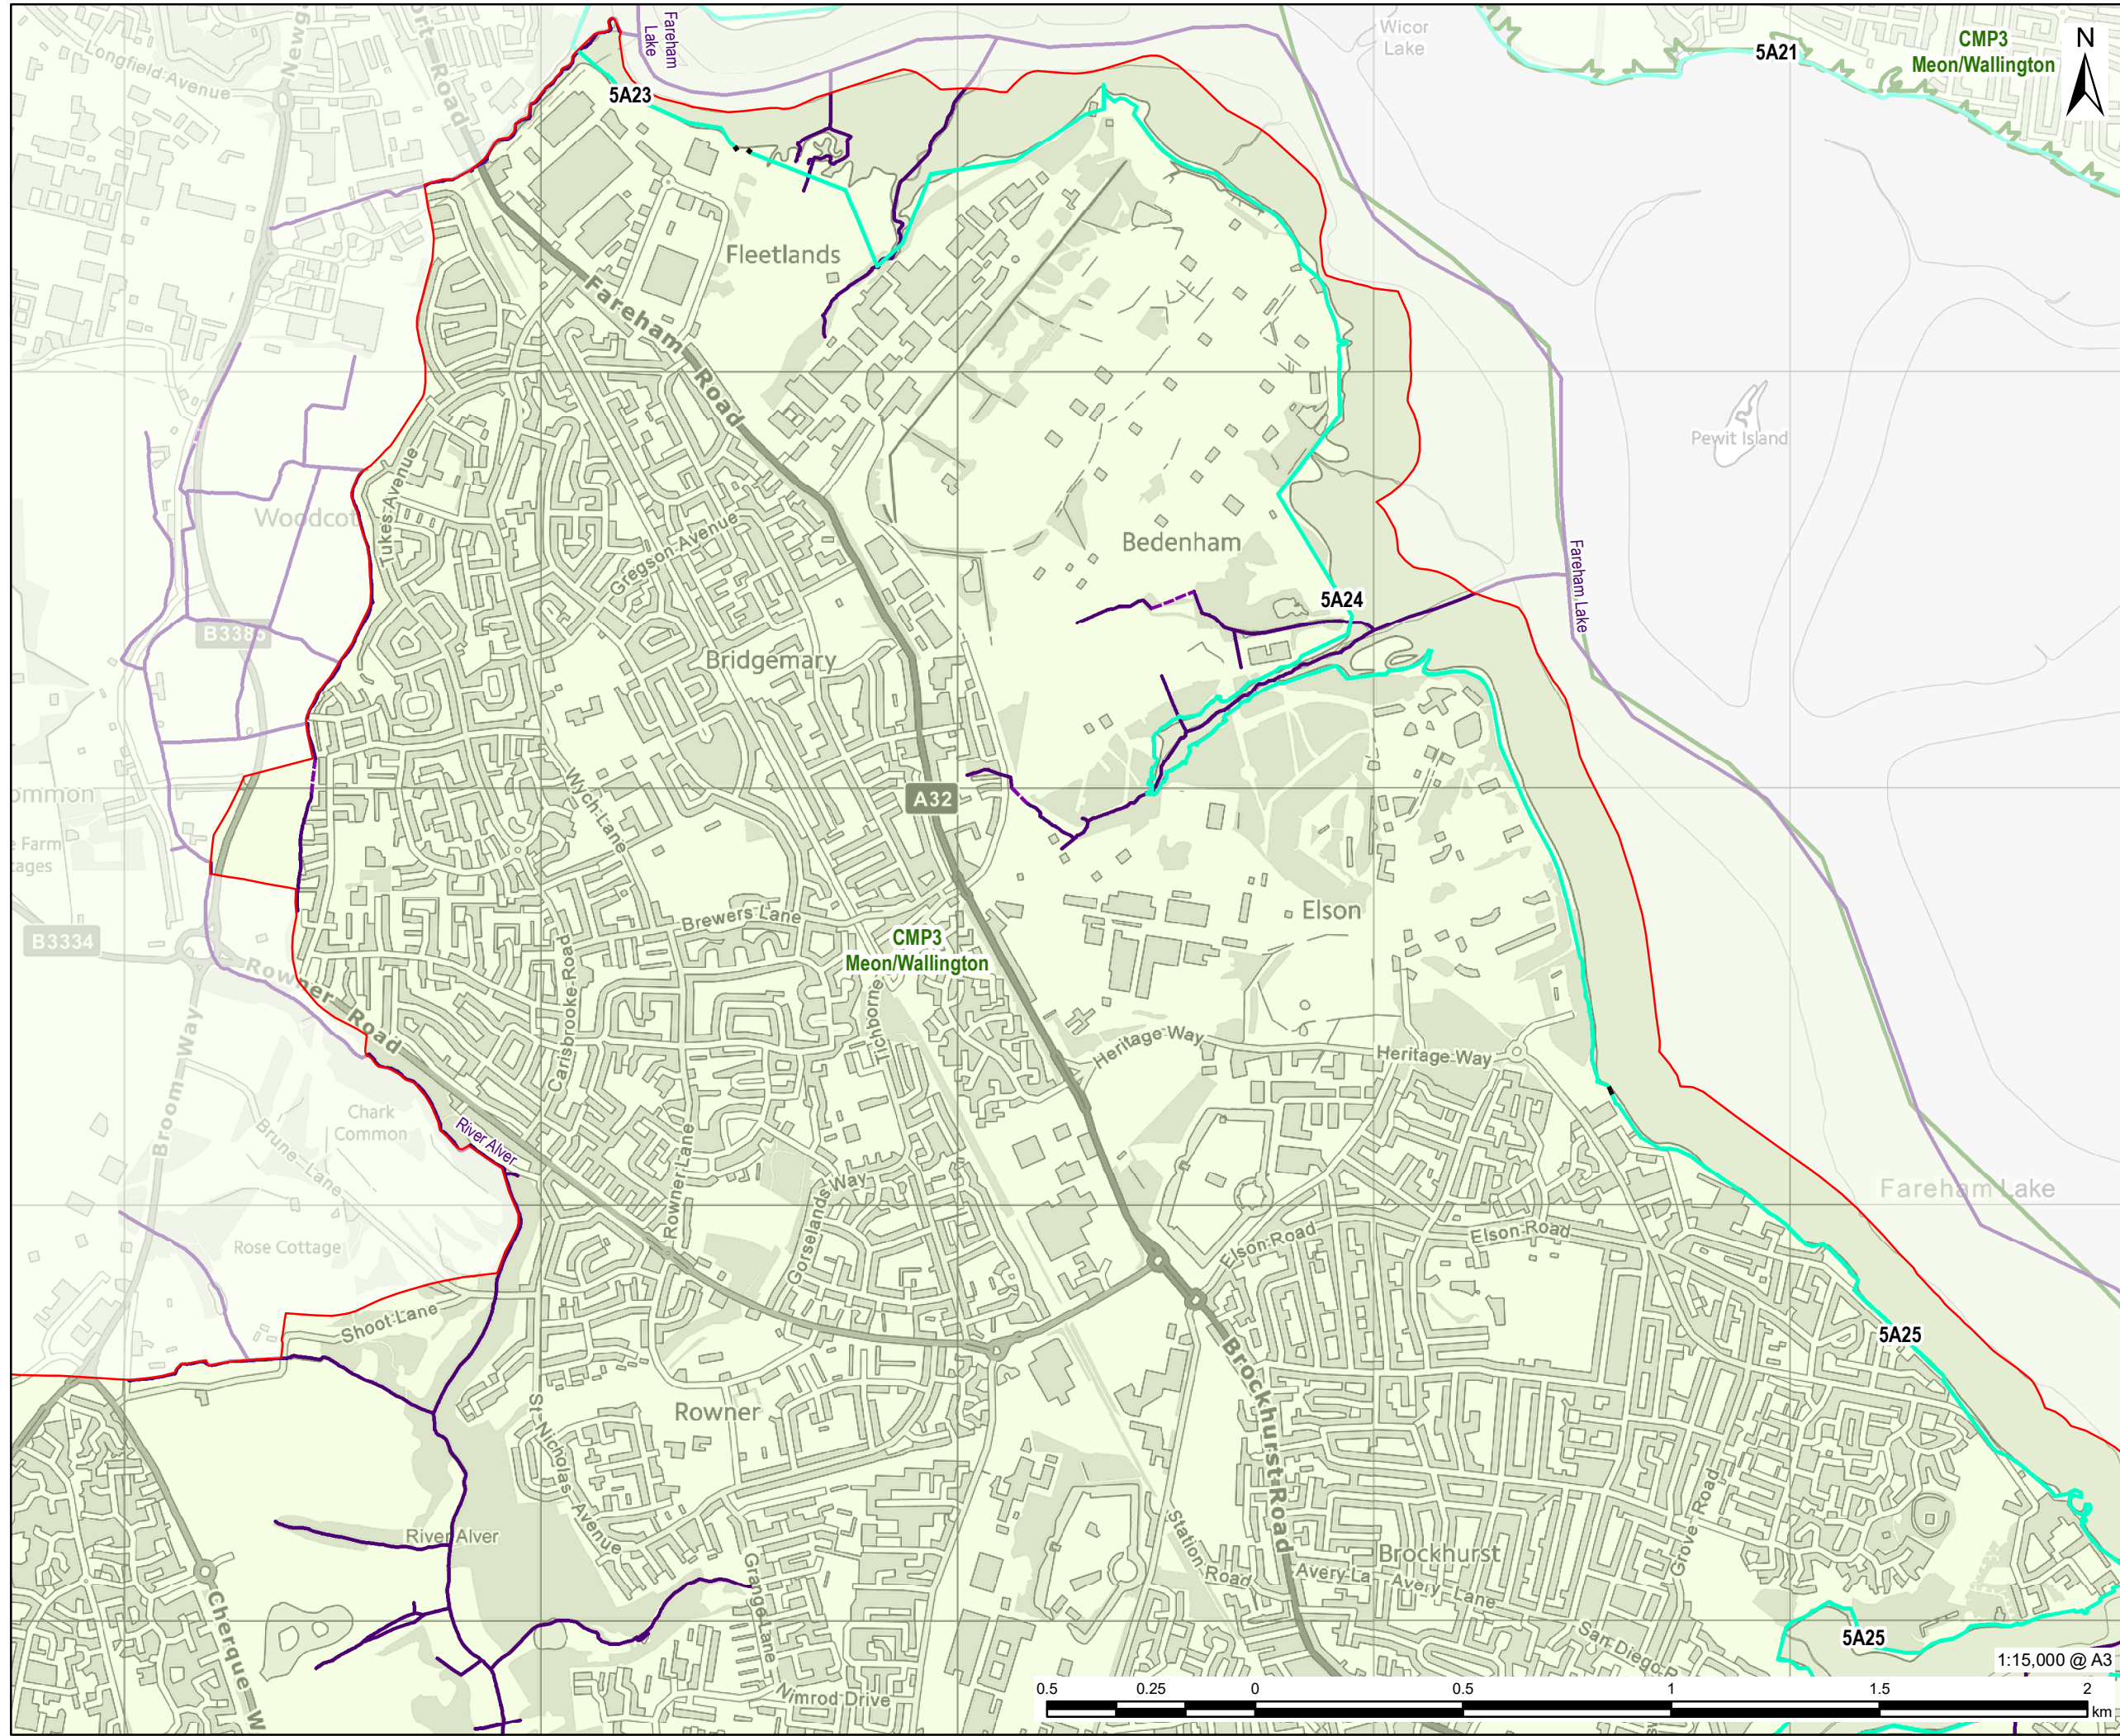 Fareham
Lake
Wicor
Lake
5A21
CMP3
Meon/Wallington
N
Longfield Avenue
Newg
ort Road
5A23
Fleetlands
Fareham Road
Pewit Island
Woodcot
Tukes Avenue
Gregson Avenue
Bedenham
Fareham Lake
5A24
B3385
Bridgemary
Wych Lane
A32
ommon
e Farm
tages
Brewers Lane
Elson
CMP3
Meon/Wallington
B3334
Rowner Road
Carisbrooke Road
Tichborne
Heritage Way
Heritage Way
Broom Way
Chark
Common
Brune Lane
River Alver
Rowner Lane
Gorselands Way
Fareham Lake
Elson Road
Elson Road
Rose Cottage
Shoot Lane
5A25
Brockhurst Road
St. Nicholas Avenue
Rowner
River Alver
Station Road
Brockhurst
Grove Road
Avery La
Avery Lane
Grange Lane
Cherque W
San Diego R
5A25
1:15,000 @ A3
Nimrod Drive
0.5 0.25 0 0.5 1 1.5 2
km